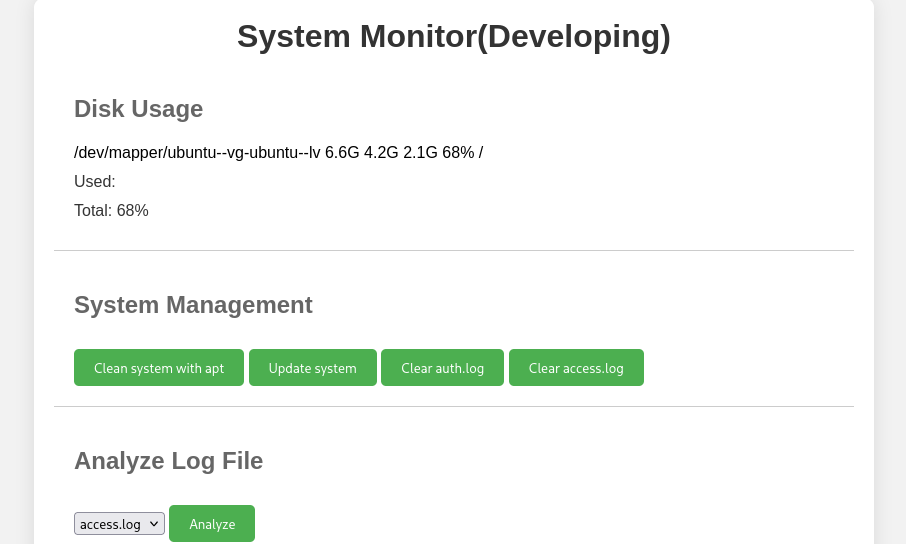 System Monitor(Developing)
Disk Usage
/dev/mapper/ubuntu--vg-ubuntu--lv 6.6G 4.2G 2.1G 68% /
Used:
Total: 68%
System Management
Clean system with apt Update system Clear auth.log Clear access.log
Analyze Log File
access.log Analyze